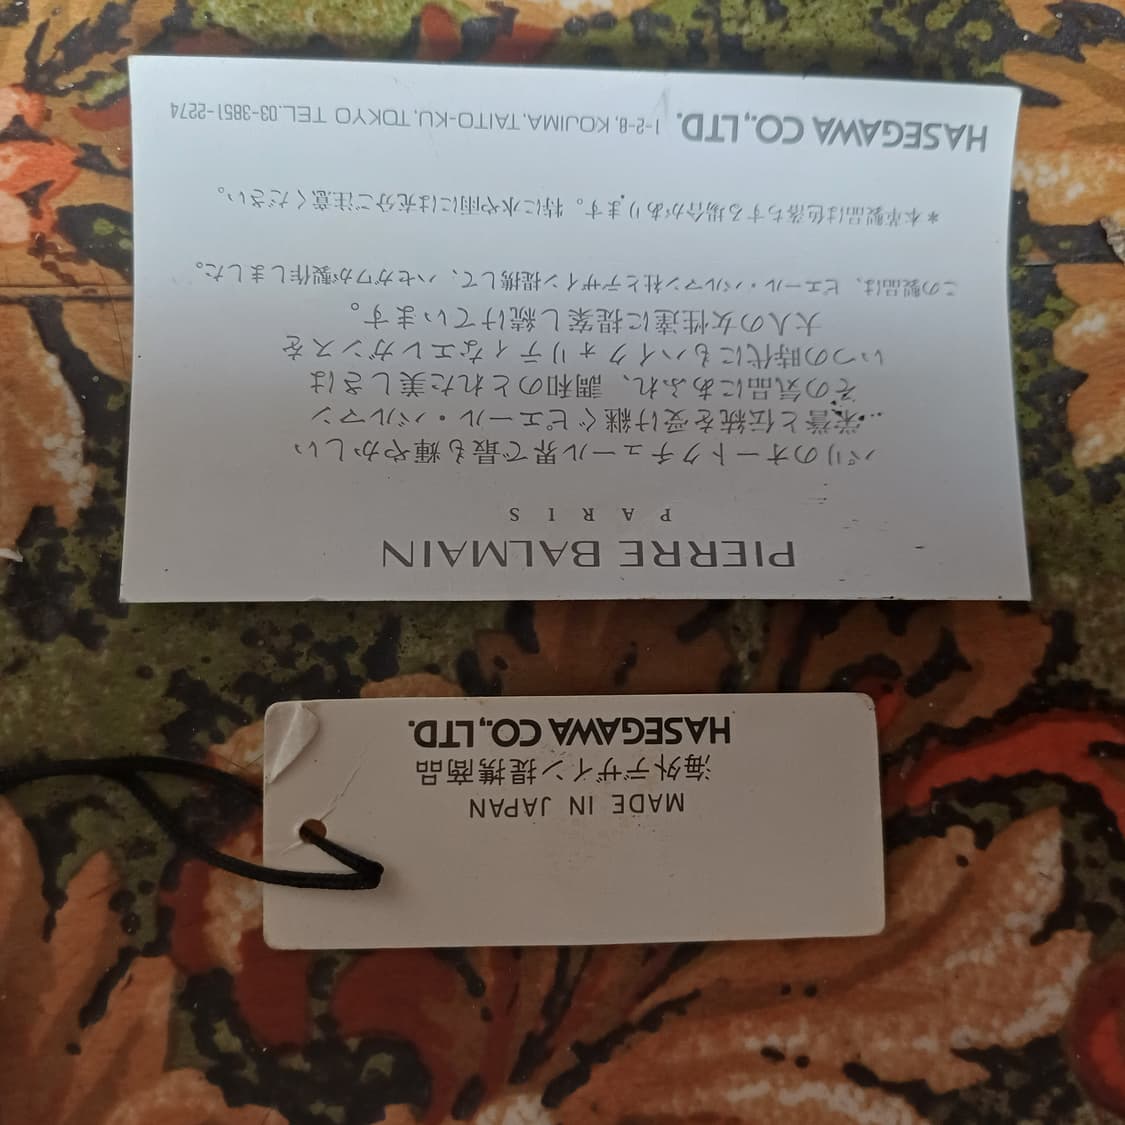 PIERRE BALMAIN
PARIS
パリのオートクチュール界で最も輝やかしい
栄誉と伝統を受け継ぐピエール・バルマン
その気品にあふれ、調和のとれた美しさは
いつの時代にもハイクォリティなエレガンスを
大人の女性達に提案し続けています。
この製品は、ピエール・バルマン社とデザイン提携して、ハセガワが製作しました。
*本革製品は色落ちする場合があります。特に水や雨には充分ご注意ください。
HASEGAWA CO.,LTD. 1-2-8, KOJIMA, TAITO-KU, TOKYO TEL.03-3851-2274
MADE IN JAPAN
海外デザイン提携商品
HASEGAWA CO.,LTD.